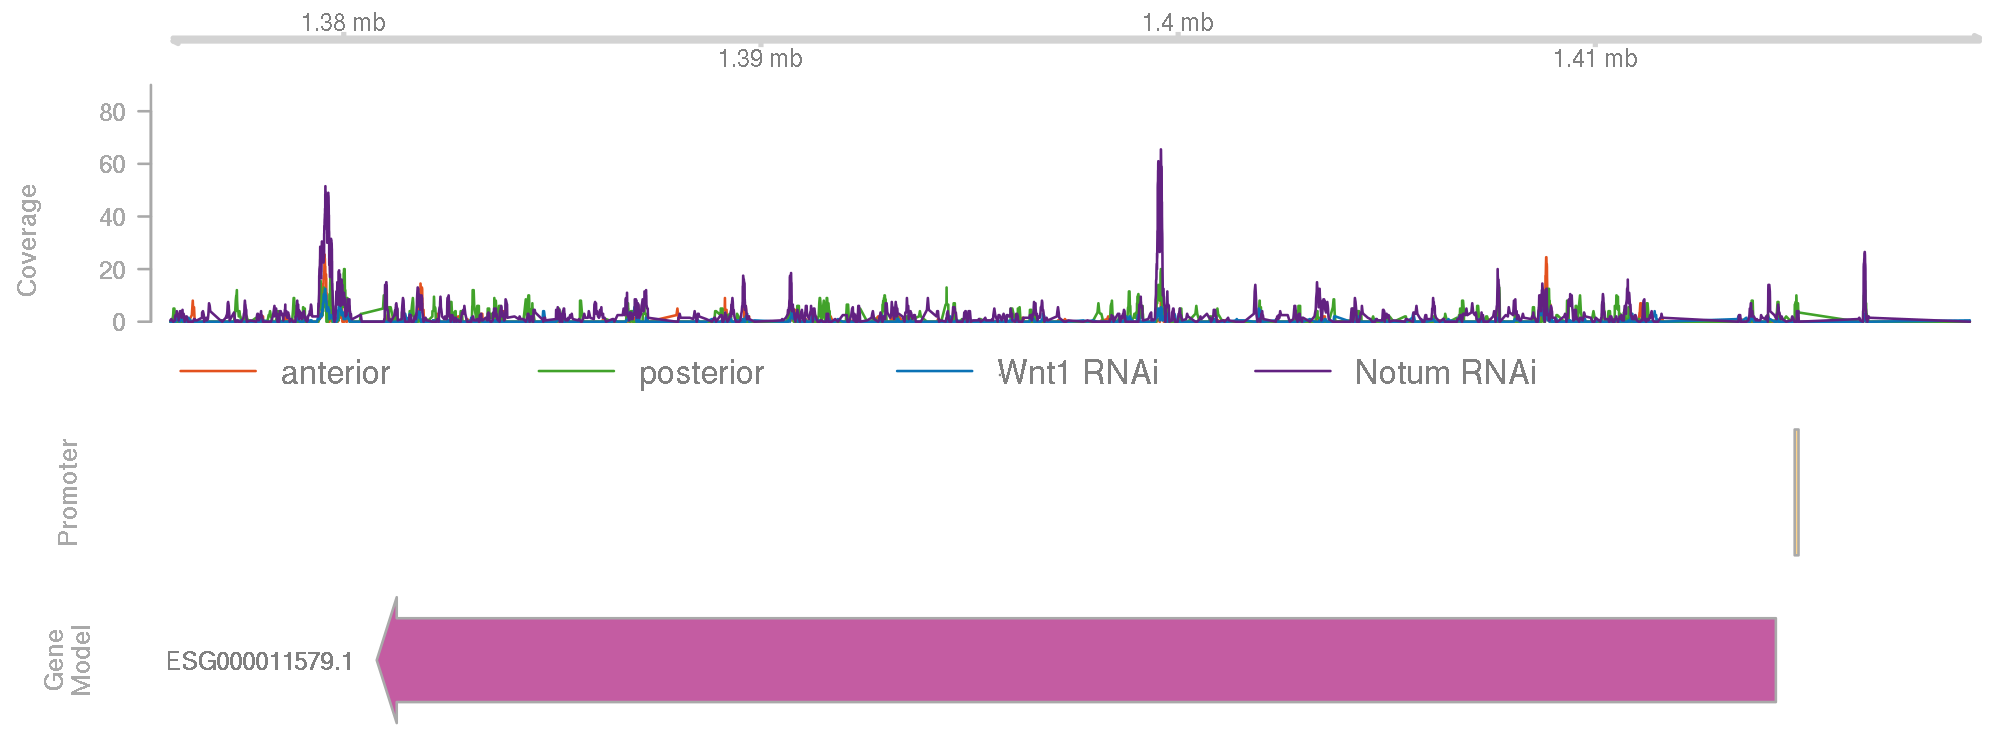 1.38 mb
1.4 mb
1.39 mb
1.41 mb
Coverage
80
60
40
20
0
anterior
posterior
Wnt1 RNAi
Notum RNAi
Promoter
Gene
Model
ESG000011579.1